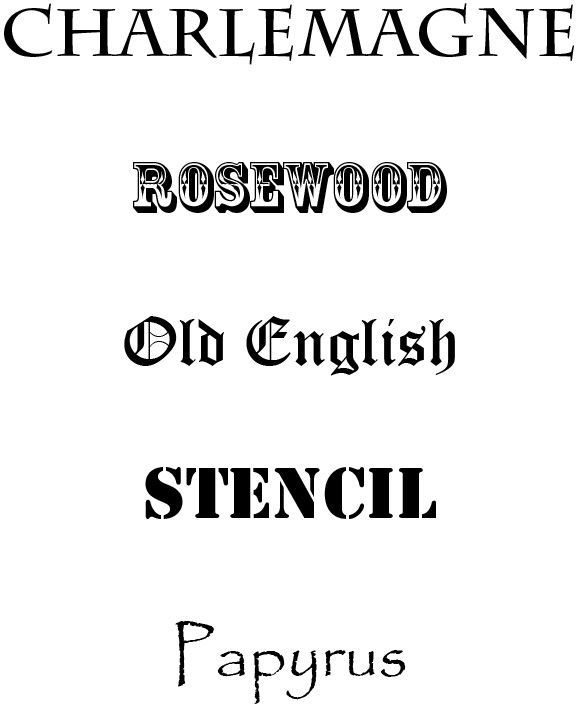 CHARLEMAGNE
ROSEWOOD
Old English
STENCIL
Papyrus